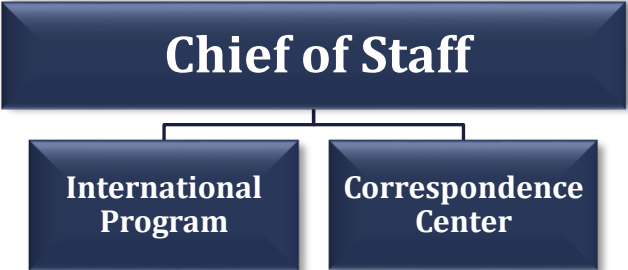 Chief of Staff
International
Program
Correspondence
Center